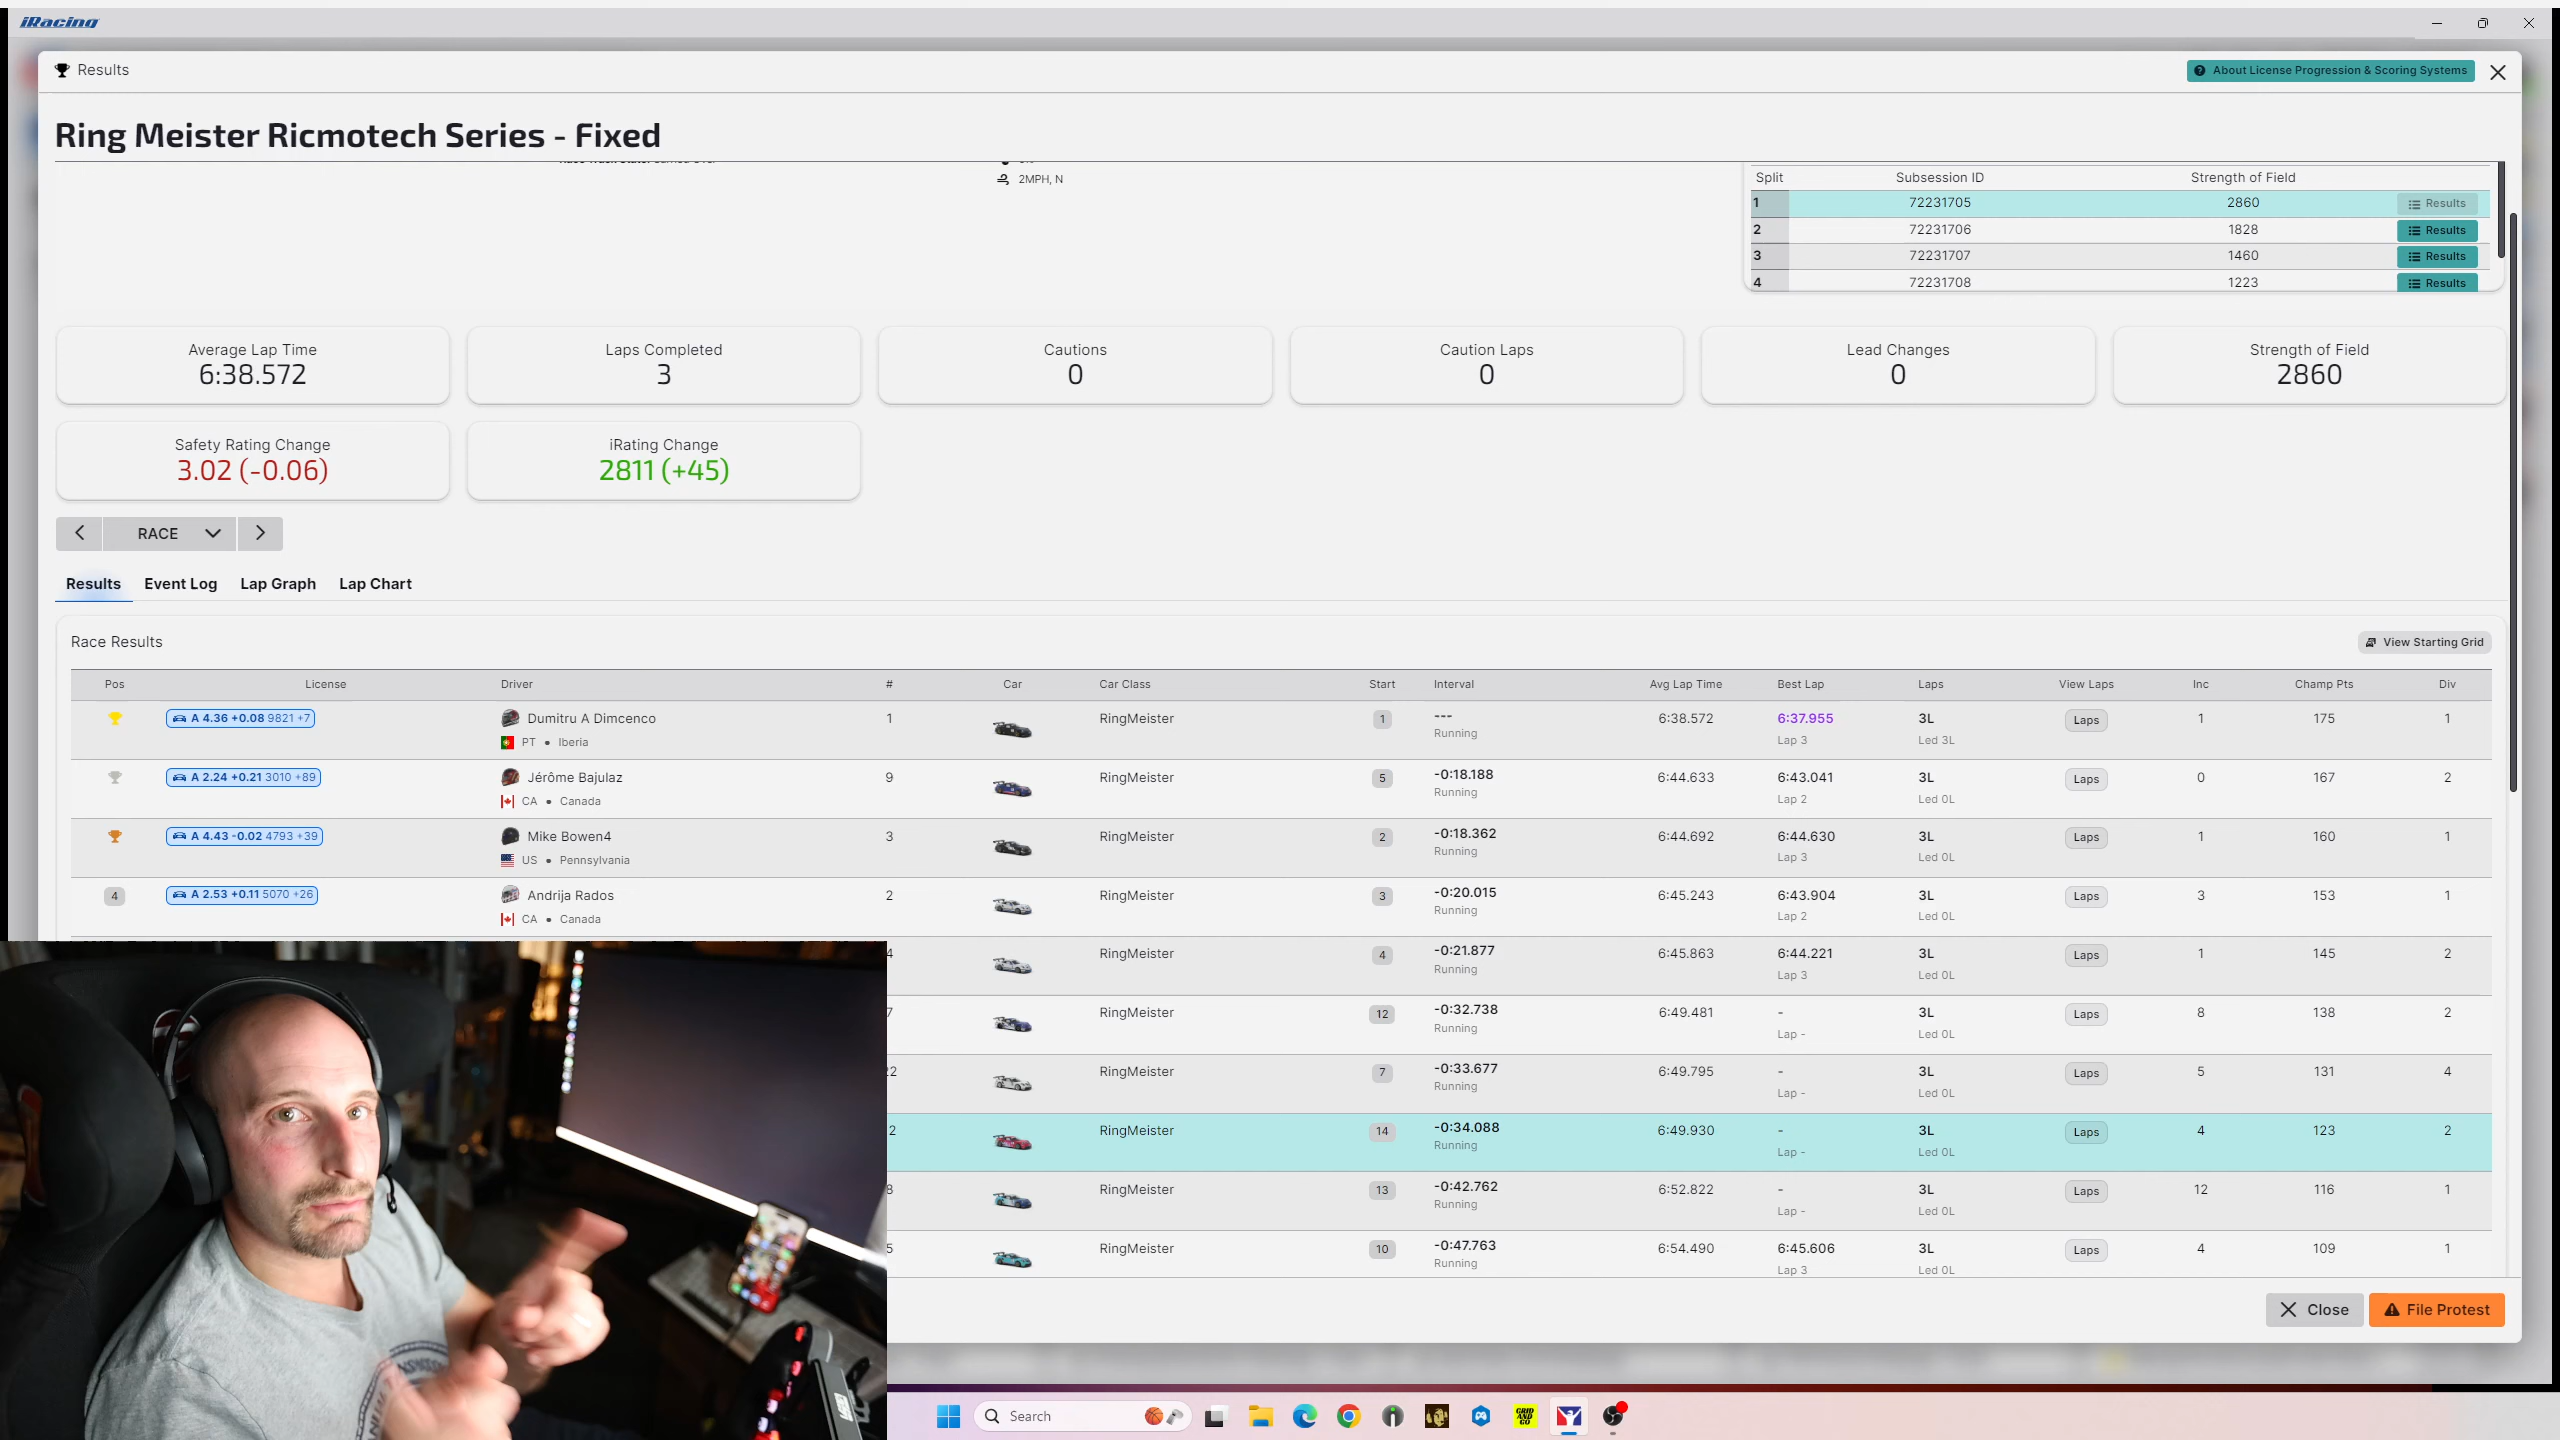 iRacing
Results
About License Progression & Scoring Systems
Ring Meister Ricmotech Series - Fixed
2MPH, N
Split Subsession ID Strength of Field
1 72231705 2860 Results
2 72231706 1828 Results
3 72231707 1460 Results
4 72231708 1223 Results
Average Lap Time
6:38.572
Laps Completed
3
Cautions
0
Caution Laps
0
Lead Changes
0
Strength of Field
2860
Safety Rating Change
3.02 (-0.06)
iRating Change
2811 (+45)
RACE
Results Event Log Lap Graph Lap Chart
Race Results
View Starting Grid
Pos License Driver # Car Car Class Start Interval Avg Lap Time Best Lap Laps View Laps Inc Champ Pts Div
A 4.36 +0.08 9821 +7 Dumitru A Dimcenco 1 RingMeister 1 --- 6:38.572 6:37.955 3L Laps 1 175 1
PT • Iberia Running Lap 3 Led 3L
A 2.24 +0.21 3010 +89 Jérôme Bajulaz 9 RingMeister 5 -0:18.188 6:44.633 6:43.041 3L Laps 0 167 2
CA • Canada Running Lap 2 Led 0L
A 4.43 -0.02 4793 +39 Mike Bowen4 3 RingMeister 2 -0:18.362 6:44.692 6:44.630 3L Laps 1 160 1
US • Pennsylvania Running Lap 3 Led 0L
4 A 2.53 +0.11 5070 +26 Andrija Rados 2 RingMeister 3 -0:20.015 6:45.243 6:43.904 3L Laps 3 153 1
CA • Canada Running Lap 2 Led 0L
4 RingMeister 4 -0:21.877 6:45.863 6:44.221 3L Laps 1 145 2
Running Lap 3 Led 0L
7 RingMeister 12 -0:32.738 6:49.481 - 3L Laps 8 138 2
Running Lap - Led 0L
22 RingMeister 7 -0:33.677 6:49.795 - 3L Laps 5 131 4
Running Lap - Led 0L
2 RingMeister 14 -0:34.088 6:49.930 - 3L Laps 4 123 2
Running Lap - Led 0L
8 RingMeister 13 -0:42.762 6:52.822 - 3L Laps 12 116 1
Running Lap - Led 0L
5 RingMeister 10 -0:47.763 6:54.490 6:45.606 3L Laps 4 109 1
Running Lap 3 Led 0L
Close File Protest
Search
GRID AND GO